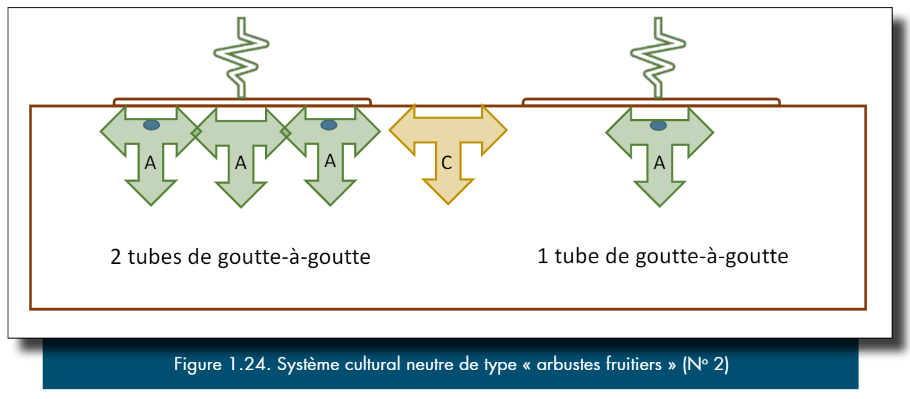 A A A C A
2 tubes de goutte-à-goutte 1 tube de goutte-à-goutte
Figure 1.24. Système cultural neutre de type « arbustes fruitiers » (Nº 2)